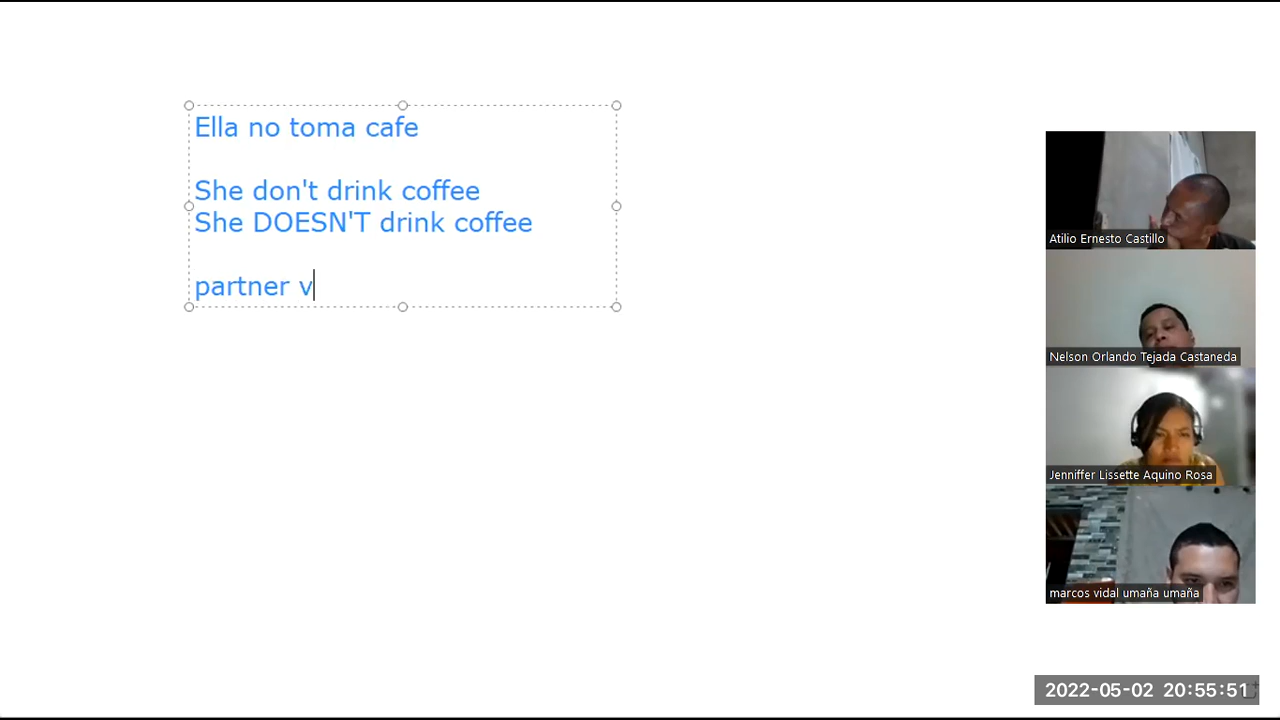 Ella no toma cafe
She don't drink coffee
She DOESN'T drink coffee
partner v
Atilio Ernesto Castillo
Nelson Orlando Tejada Castaneda
Jenniffer Lissette Aquino Rosa
marcos vidal umaña umaña
2022-05-02 20:55:51